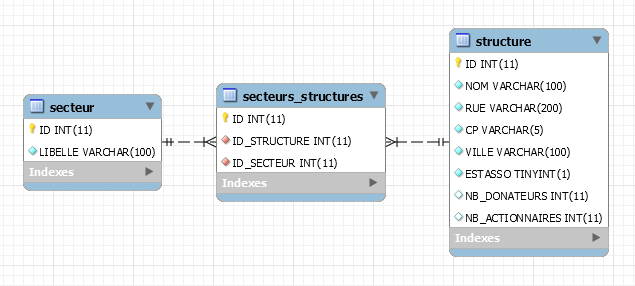 secteur
ID INT(11)
LIBELLE VARCHAR(100)
Indexes
secteurs_structures
ID INT(11)
ID_STRUCTURE INT(11)
ID_SECTEUR INT(11)
Indexes
structure
ID INT(11)
NOM VARCHAR(100)
RUE VARCHAR(200)
CP VARCHAR(5)
VILLE VARCHAR(100)
ESTASSO TINYINT(1)
NB_DONATEURS INT(11)
NB_ACTIONNAIRES INT(11)
Indexes